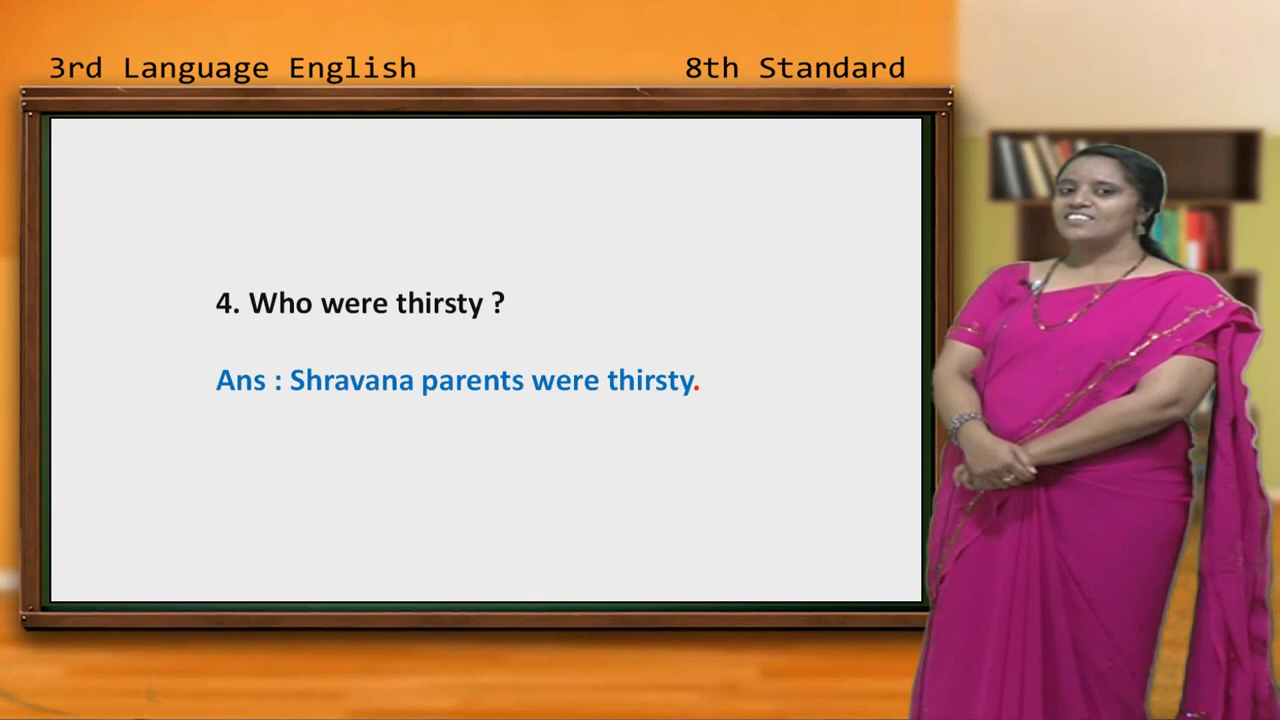 3rd Language English 8th Standard
4. Who were thirsty ?
Ans : Shravana parents were thirsty.